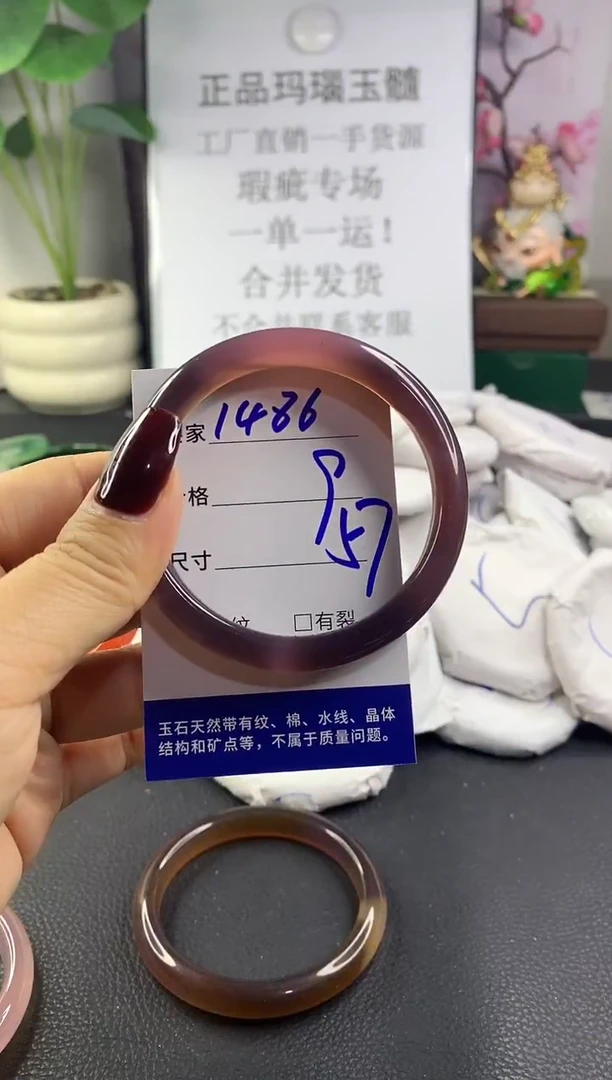 正品玛瑙玉髓
工厂直销一手货源
瑕疵专场
一单一运！
合并发货
不合并联系客服
家 1486
格
尺寸 57
纹 □有裂
玉石天然带有纹、棉、水线、晶体
结构和矿点等，不属于质量问题。